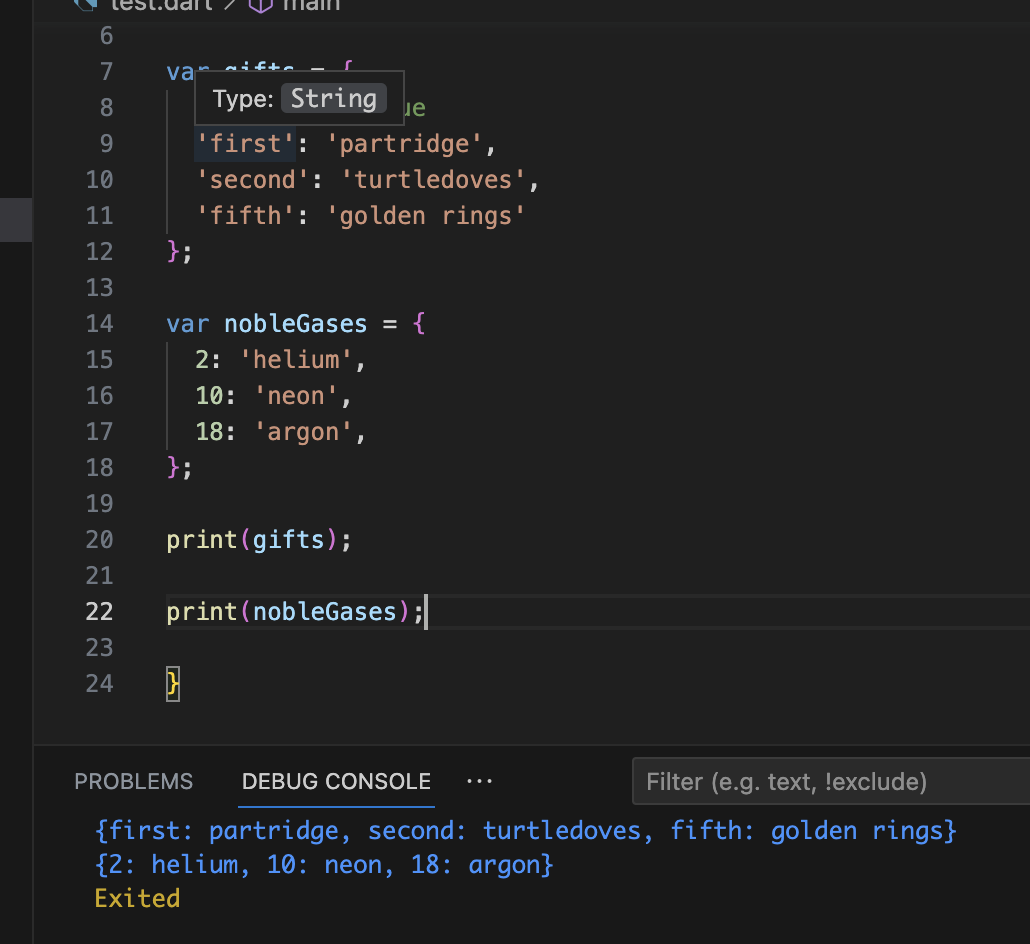 test.dart > main
6
7 var gifts = {
Type: String
8 ue
9 'first': 'partridge',
10 'second': 'turtledoves',
11 'fifth': 'golden rings'
12 };
13
14 var nobleGases = {
15 2: 'helium',
16 10: 'neon',
17 18: 'argon',
18 };
19
20 print(gifts);
21
22 print(nobleGases);
23
24 }
PROBLEMS DEBUG CONSOLE ... Filter (e.g. text, !exclude)
{first: partridge, second: turtledoves, fifth: golden rings}
{2: helium, 10: neon, 18: argon}
Exited